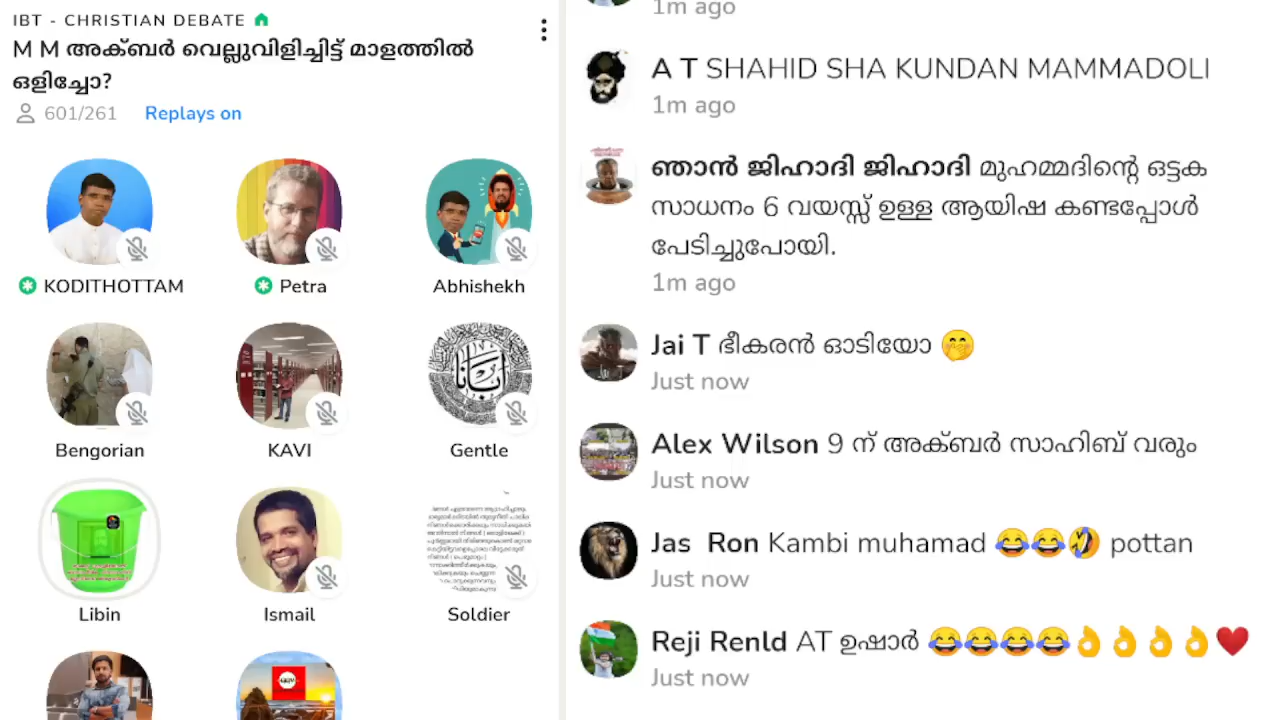 IBT - CHRISTIAN DEBATE
M M അക്ബർ വെല്ലുവിളിച്ചിട്ട് മാളത്തിൽ
ഒളിച്ചോ?
601/261 Replays on
KODITHOTTAM
Petra
Abhishekh
Bengorian
KAVI
Gentle
Libin
Ismail
Soldier
1m ago
A T SHAHID SHA KUNDAN MAMMADOLI
1m ago
ഞാൻ ജിഹാദി ജിഹാദി മുഹമ്മദിന്റെ ഒട്ടക
സാധനം 6 വയസ്സ് ഉള്ള ആയിഷ കണ്ടപ്പോൾ
പേടിച്ചുപോയി.
1m ago
Jai T ഭീകരൻ ഓടിയോ 🤭
Just now
Alex Wilson 9 ന് അക്ബർ സാഹിബ് വരും
Just now
Jas Ron Kambi muhamad 😂😂🤣 pottan
Just now
Reji Renld AT ഉഷാർ 😂😂😂😂👌👌👌👌❤️
Just now